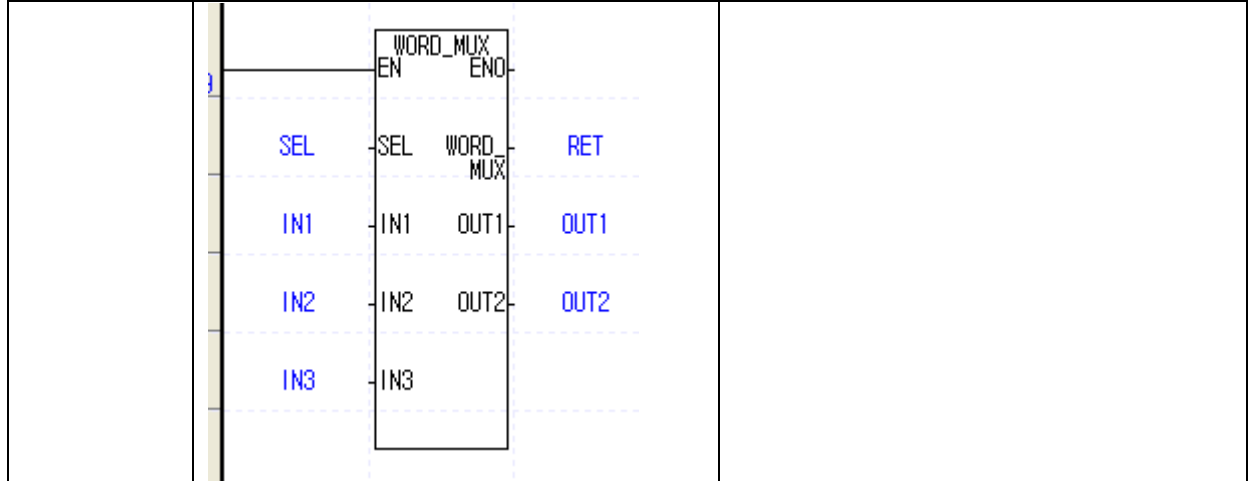 WORD_MUX
EN ENO
SEL SEL WORD_ RET
MUX
IN1 IN1 OUT1 OUT1
IN2 IN2 OUT2 OUT2
IN3 IN3